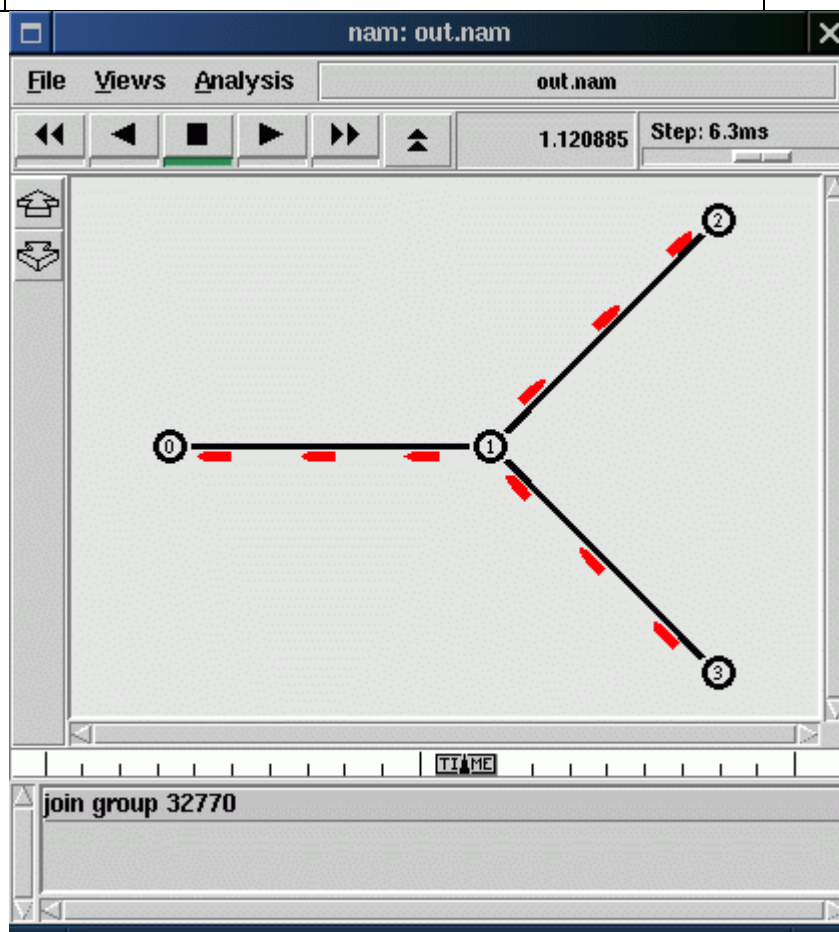 nam: out.nam
File Views Analysis out.nam
1.120885 Step: 6.3ms
2
0 1
3
TIME
join group 32770